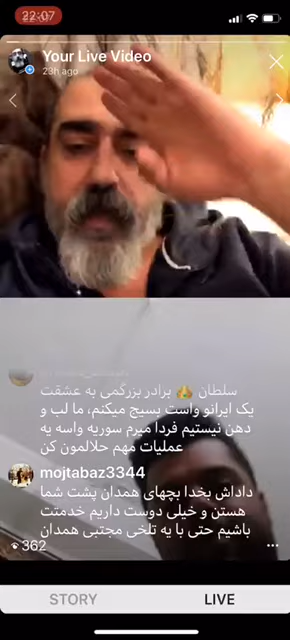 22:07
Your Live Video
23h ago
سلطان 🙏 برادر بزرگمی به عشقت
یک ایرانو واست بسیج میکنم، ما لب و
دهن نیستیم فردا میرم سوریه واسه یه
عملیات مهم حلالمون کن
mojtabaz3344
داداش بخدا بچهای همدان پشت شما
هستن و خیلی دوست داریم خدمتت
باشیم حتی با یه تلخی مجتبی همدان
362
STORY
LIVE